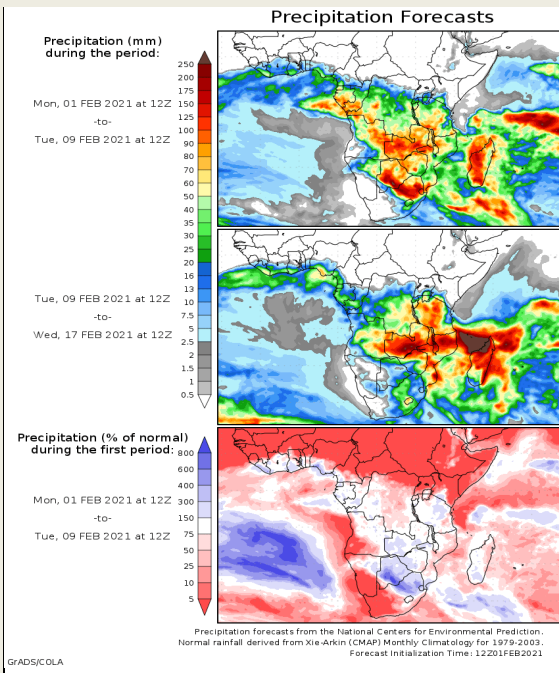 Precipitation Forecasts
Precipitation (mm)
during the period:
Mon, 01 FEB 2021 at 12Z
-to-
Tue, 09 FEB 2021 at 12Z
250
200
175
150
125
100
90
80
70
60
50
40
35
30
25
20
16
13
10
7.5
5
2.5
2
1.5
1
0.5
Tue, 09 FEB 2021 at 12Z
-to-
Wed, 17 FEB 2021 at 12Z
Precipitation (% of normal)
during the first period:
Mon, 01 FEB 2021 at 12Z
-to-
Tue, 09 FEB 2021 at 12Z
800
600
400
300
150
75
50
25
10
5
Precipitation forecasts from the National Centers for Environmental Prediction.
Normal rainfall derived from Xie-Arkin (CMAP) Monthly Climatology for 1979-2003.
Forecast Initialization Time: 12Z01FEB2021
GrADS/COLA